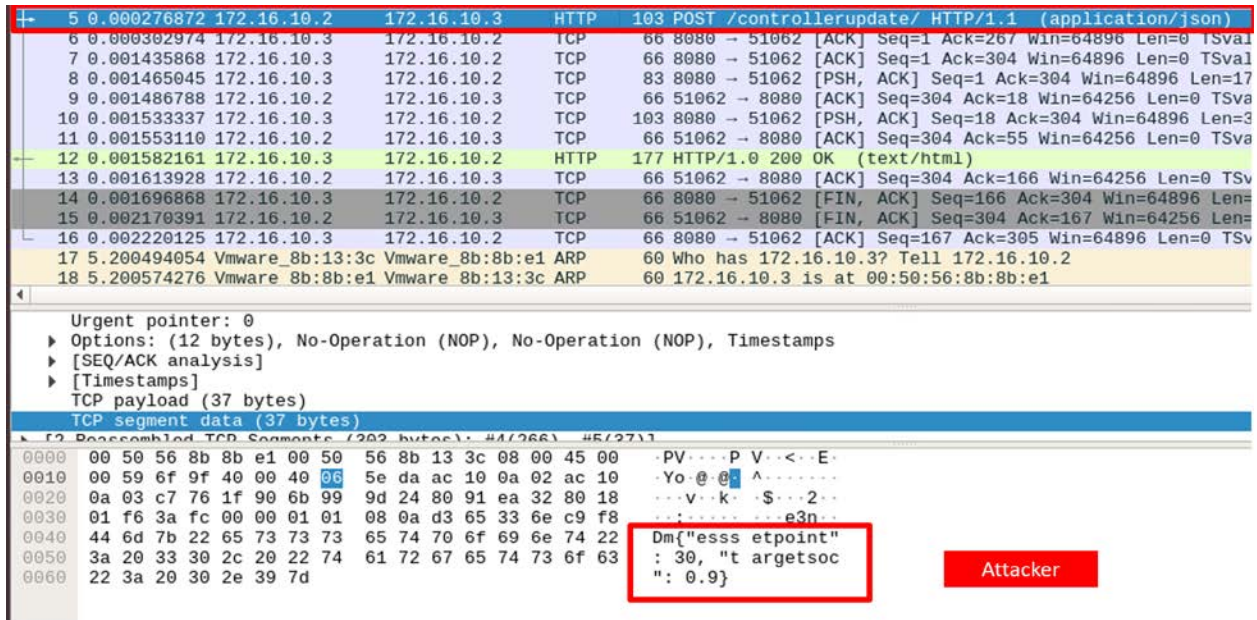 5 0.000276872 172.16.10.2 172.16.10.3 HTTP 103 POST /controllerupdate/ HTTP/1.1 (application/json)
6 0.000302974 172.16.10.3 172.16.10.2 TCP 66 8080 → 51062 [ACK] Seq=1 Ack=267 Win=64896 Len=0 TSval
7 0.001435868 172.16.10.3 172.16.10.2 TCP 66 8080 → 51062 [ACK] Seq=1 Ack=304 Win=64896 Len=0 TSval
8 0.001465045 172.16.10.3 172.16.10.2 TCP 83 8080 → 51062 [PSH, ACK] Seq=1 Ack=304 Win=64896 Len=17
9 0.001486788 172.16.10.2 172.16.10.3 TCP 66 51062 → 8080 [ACK] Seq=304 Ack=18 Win=64256 Len=0 TSva
10 0.001533337 172.16.10.3 172.16.10.2 TCP 103 8080 → 51062 [PSH, ACK] Seq=18 Ack=304 Win=64896 Len=3
11 0.001553110 172.16.10.2 172.16.10.3 TCP 66 51062 → 8080 [ACK] Seq=304 Ack=55 Win=64256 Len=0 TSva
12 0.001582161 172.16.10.3 172.16.10.2 HTTP 177 HTTP/1.0 200 OK (text/html)
13 0.001613928 172.16.10.2 172.16.10.3 TCP 66 51062 → 8080 [ACK] Seq=304 Ack=166 Win=64256 Len=0 TSv
14 0.001696868 172.16.10.3 172.16.10.2 TCP 66 8080 → 51062 [FIN, ACK] Seq=166 Ack=304 Win=64896 Len=
15 0.002170391 172.16.10.2 172.16.10.3 TCP 66 51062 → 8080 [FIN, ACK] Seq=304 Ack=167 Win=64256 Len=
16 0.002220125 172.16.10.3 172.16.10.2 TCP 66 8080 → 51062 [ACK] Seq=167 Ack=305 Win=64896 Len=0 TSv
17 5.200494054 Vmware_8b:13:3c Vmware_8b:8b:e1 ARP 60 Who has 172.16.10.3? Tell 172.16.10.2
18 5.200574276 Vmware_8b:8b:e1 Vmware_8b:13:3c ARP 60 172.16.10.3 is at 00:50:56:8b:8b:e1
Urgent pointer: 0
Options: (12 bytes), No-Operation (NOP), No-Operation (NOP), Timestamps
[SEQ/ACK analysis]
[Timestamps]
TCP payload (37 bytes)
TCP segment data (37 bytes)
[2 Reassembled TCP Segments (303 bytes): #4(266), #5(37)]
0000 00 50 56 8b 8b e1 00 50 56 8b 13 3c 08 00 45 00 ·PV····P V··<··E·
0010 00 59 6f 9f 40 00 40 06 5e da ac 10 0a 02 ac 10 ·Yo·@·@· ^·······
0020 0a 03 c7 76 1f 90 6b 99 9d 24 80 91 ea 32 80 18 ···v··k· ·$···2··
0030 01 f6 3a fc 00 00 01 01 08 0a d3 65 33 6e c9 f8 ··:····· ···e3n··
0040 44 6d 7b 22 65 73 73 73 65 74 70 6f 69 6e 74 22 Dm{"esss etpoint"
0050 3a 20 33 30 2c 20 22 74 61 72 67 65 74 73 6f 63 : 30, "t argetsoc
0060 22 3a 20 30 2e 39 7d ": 0.9}
Attacker